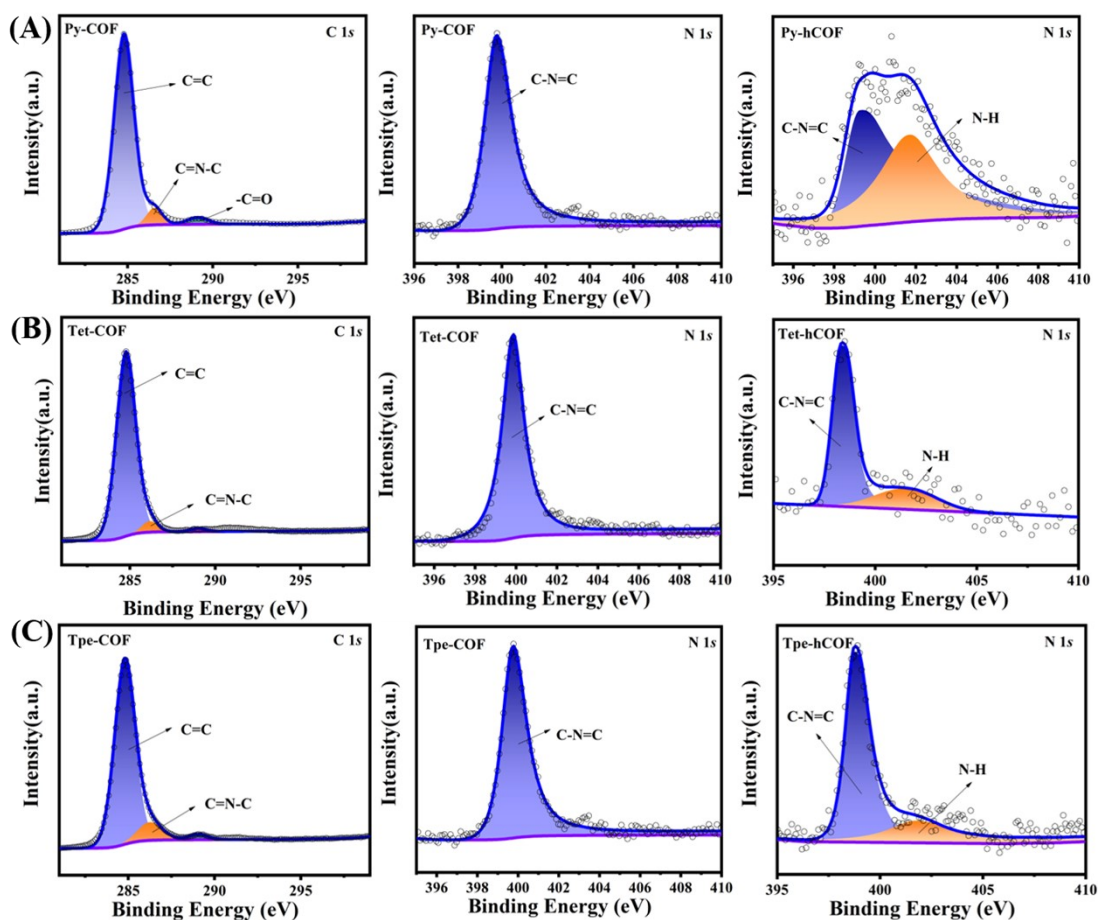 (A)
Py-COF
C 1s
C=C
C=N-C
-C=O
Intensity(a.u.)
285 290 295
Binding Energy (eV)
Py-COF
N 1s
C-N=C
Intensity(a.u.)
396 398 400 402 404 406 408 410
Binding Energy (eV)
Py-hCOF
N 1s
C-N=C
N-H
Intensity(a.u.)
395 396 398 400 402 404 406 408 410
Binding Energy (eV)
(B)
Tet-COF
C 1s
C=C
C=N-C
Intensity(a.u.)
285 290 295
Binding Energy (eV)
Tet-COF
N 1s
C-N=C
Intensity(a.u.)
394 396 398 400 402 404 406 408 410
Binding Energy (eV)
Tet-hCOF
N 1s
C-N=C
N-H
Intensity(a.u.)
395 400 405 410
Binding Energy (eV)
(C)
Tpe-COF
C 1s
C=C
C=N-C
Intensity(a.u.)
285 290 295
Binding Energy (eV)
Tpe-COF
N 1s
C-N=C
Intensity(a.u.)
395 396 398 400 402 404 406 408 410
Binding Energy (eV)
Tpe-hCOF
N 1s
C-N=C
N-H
Intensity(a.u.)
395 400 405 410
Binding Energy (eV)